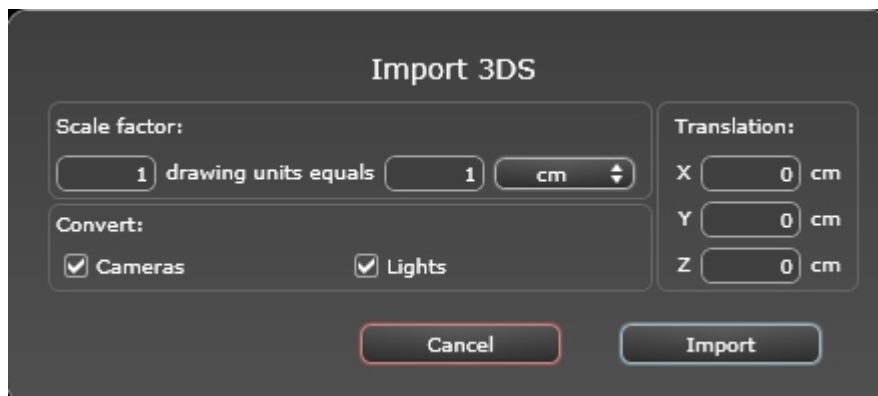 Import 3DS
Scale factor:
1 drawing units equals 1 cm
Convert:
Cameras Lights
Translation:
X 0 cm
Y 0 cm
Z 0 cm
Cancel Import